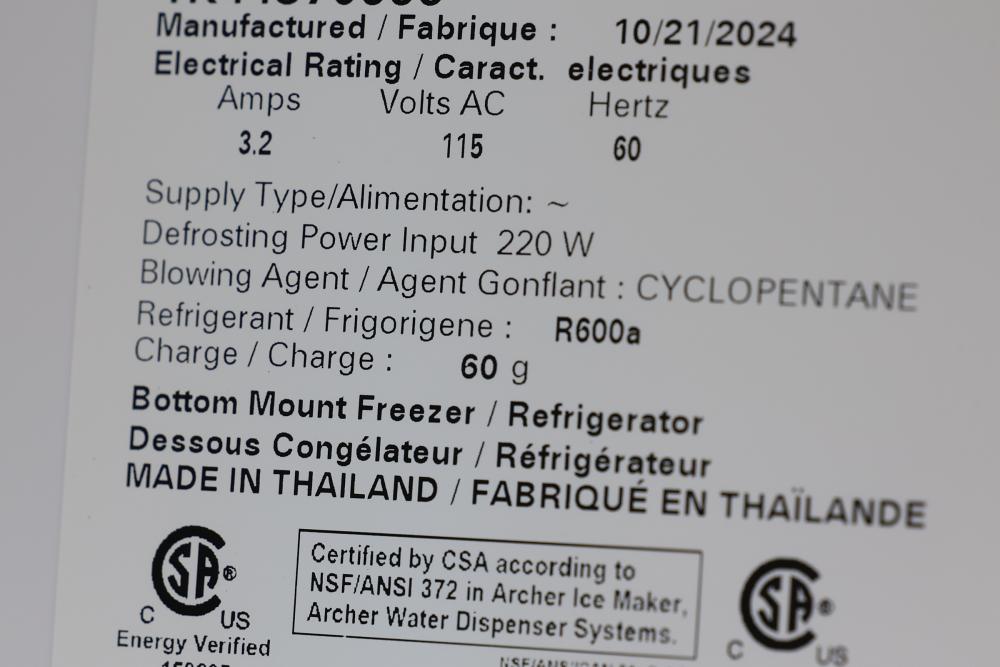 Manufactured / Fabrique : 10/21/2024
Electrical Rating / Caract. electriques
Amps Volts AC Hertz
3.2 115 60
Supply Type/Alimentation: ~
Defrosting Power Input 220 W
Blowing Agent / Agent Gonflant : CYCLOPENTANE
Refrigerant / Frigorigene : R600a
Charge / Charge : 60 g
Bottom Mount Freezer / Refrigerator
Dessous Congélateur / Réfrigérateur
MADE IN THAILAND / FABRIQUÉ EN THAÏLANDE
SA ®
C US
Energy Verified
Certified by CSA according to
NSF/ANSI 372 in Archer Ice Maker,
Archer Water Dispenser Systems.
SA ®
C US